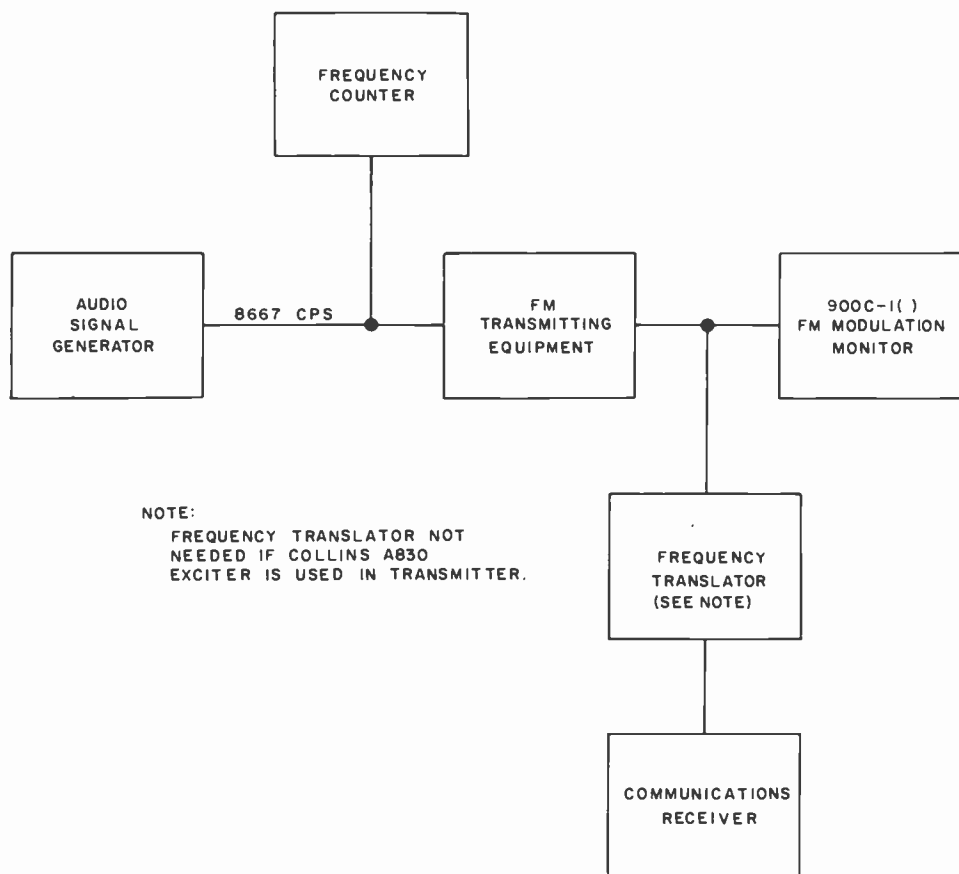 FREQUENCY
COUNTER
AUDIO
SIGNAL
GENERATOR
8667 CPS
FM
TRANSMITTING
EQUIPMENT
900C-1( )
FM MODULATION
MONITOR
NOTE:
FREQUENCY TRANSLATOR NOT
NEEDED IF COLLINS A830
EXCITER IS USED IN TRANSMITTER.
FREQUENCY
TRANSLATOR
(SEE NOTE)
COMMUNICATIONS
RECEIVER